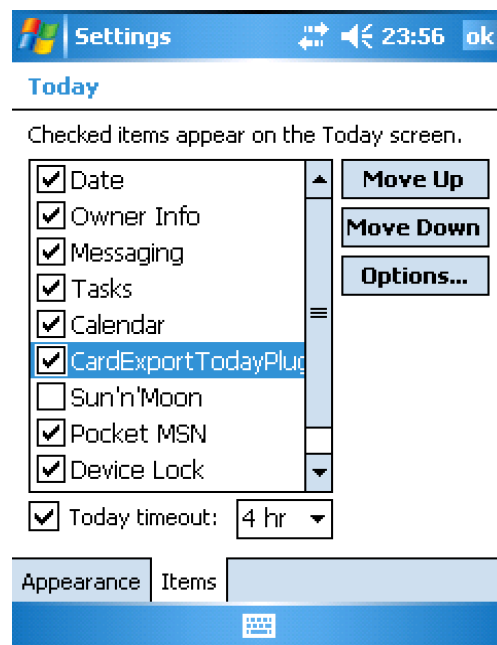 Settings 23:56 ok
Today
Checked items appear on the Today screen.
Date
Owner Info
Messaging
Tasks
Calendar
CardExportTodayPlug
Sun'n'Moon
Pocket MSN
Device Lock
Move Up
Move Down
Options...
Today timeout: 4 hr
Appearance Items